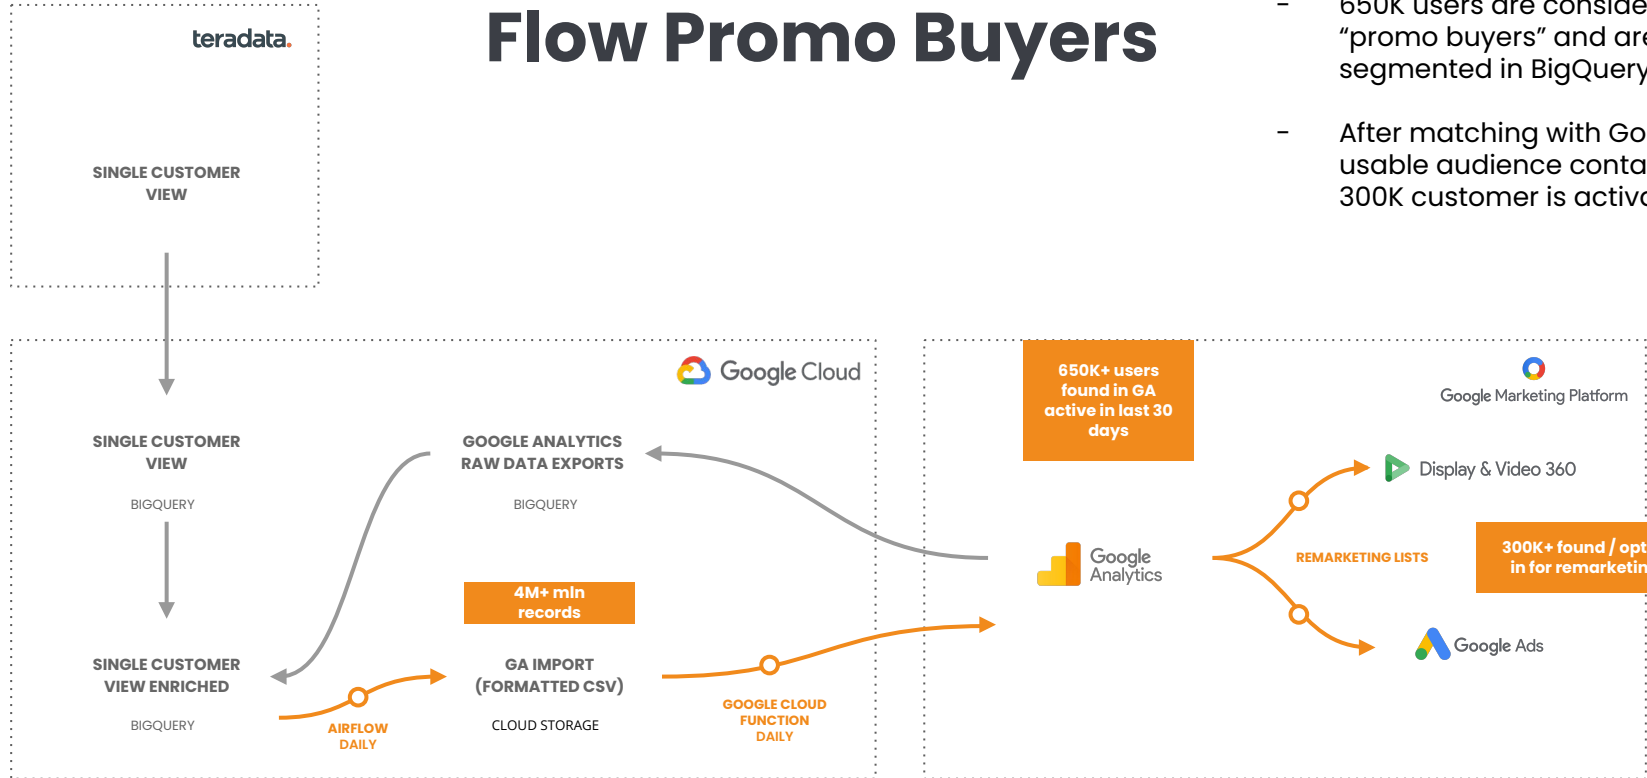 Flow Promo Buyers
- 650K users are conside
“promo buyers” and are
segmented in BigQuery
- After matching with Go
usable audience conta
300K customer is activa
teradata.
SINGLE CUSTOMER
VIEW
Google Cloud
SINGLE CUSTOMER
VIEW
BIGQUERY
GOOGLE ANALYTICS
RAW DATA EXPORTS
BIGQUERY
4M+ mln
records
SINGLE CUSTOMER
VIEW ENRICHED
BIGQUERY
AIRFLOW
DAILY
GA IMPORT
(FORMATTED CSV)
CLOUD STORAGE
GOOGLE CLOUD
FUNCTION
DAILY
650K+ users
found in GA
active in last 30
days
Google Marketing Platform
Display & Video 360
Google
Analytics
REMARKETING LISTS
300K+ found / opt
in for remarketin
Google Ads